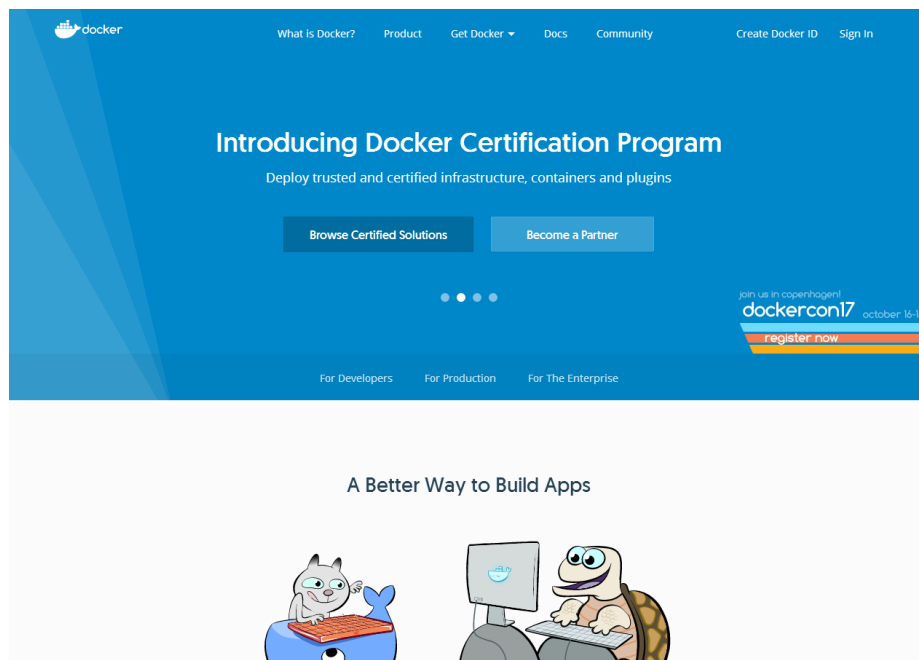 docker
What is Docker? Product Get Docker Docs Community Create Docker ID Sign In
Introducing Docker Certification Program
Deploy trusted and certified infrastructure, containers and plugins
Browse Certified Solutions Become a Partner
join us in copenhagen!
dockercon17 october 16-1
register now
For Developers For Production For The Enterprise
A Better Way to Build Apps